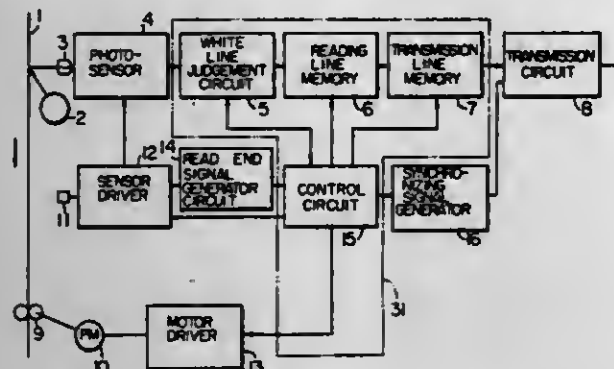 1
3
4
PHOTO-
SENSOR
WHITE
LINE
JUDGEMENT
CIRCUIT
READING
LINE
MEMORY
TRANSMISSION
LINE
MEMORY
TRANSMISSION
CIRCUIT
2
5
6
7
8
12
14
11
SENSOR
DRIVER
READ END
SIGNAL
GENERATOR
CIRCUIT
CONTROL
CIRCUIT
SYNCHRO-
NIZING
SIGNAL
GENERATOR
15
16
31
9
PM
10
MOTOR
DRIVER
13